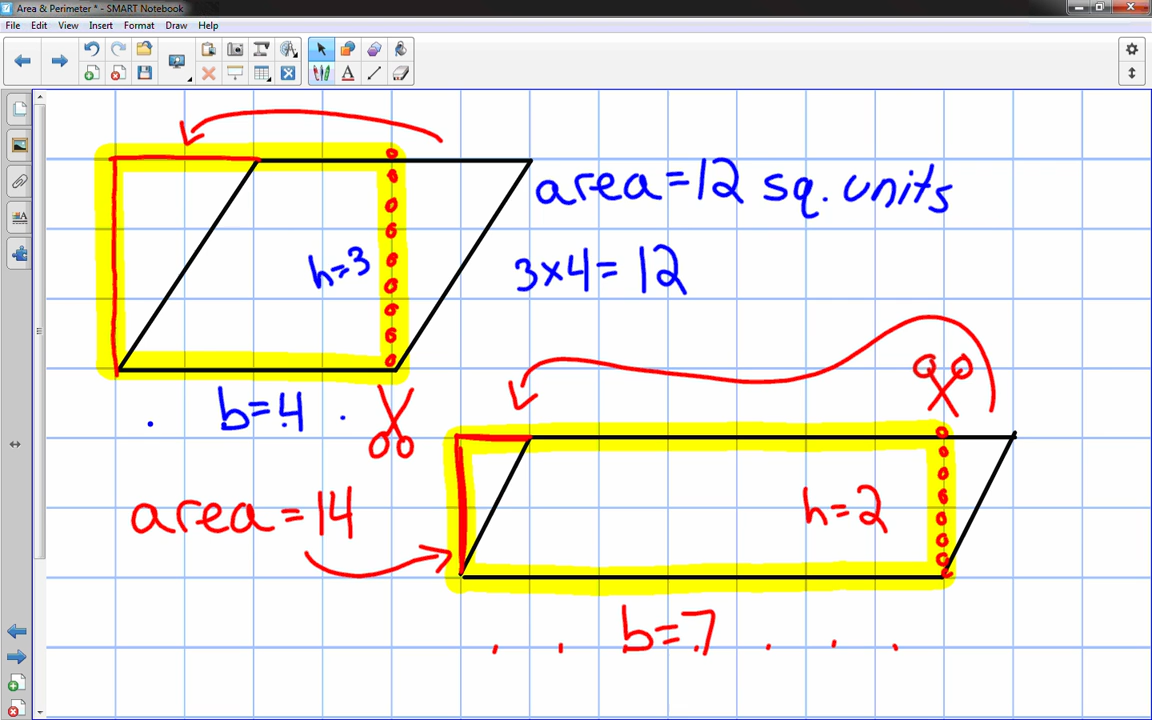 Area & Perimeter * - SMART Notebook
File Edit View Insert Format Draw Help
area = 12 sq. units
h=3
3x4= 12
b=4
area = 14
h=2
b=7